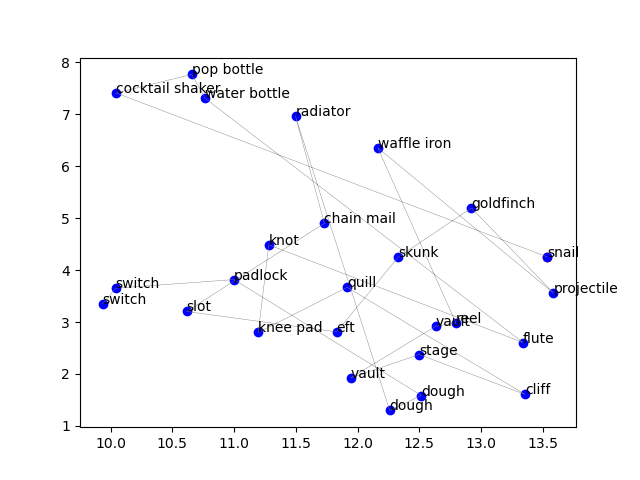 8
pop bottle
cocktail shaker
water bottle
7
radiator
waffle iron
6
goldfinch
5
chain mail
knot
skunk
snail
4
padlock
switch
quill
projectile
switch
slot
3
knee pad
eft
vault
reel
flute
stage
2
vault
dough
cliff
dough
1
10.0 10.5 11.0 11.5 12.0 12.5 13.0 13.5